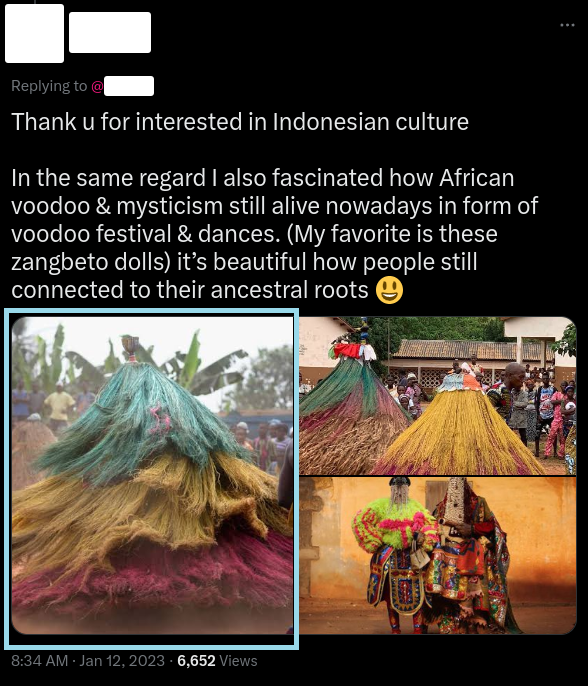 Replying to @
Thank u for interested in Indonesian culture
In the same regard I also fascinated how African
voodoo & mysticism still alive nowadays in form of
voodoo festival & dances. (My favorite is these
zangbeto dolls) it’s beautiful how people still
connected to their ancestral roots 😃
8:34 AM · Jan 12, 2023 · 6,652 Views